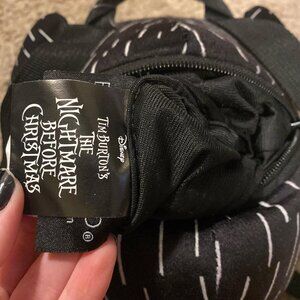 Disney
TIM BURTON'S
THE
NIGHTMARE
BEFORE
CHRISTMAS
®